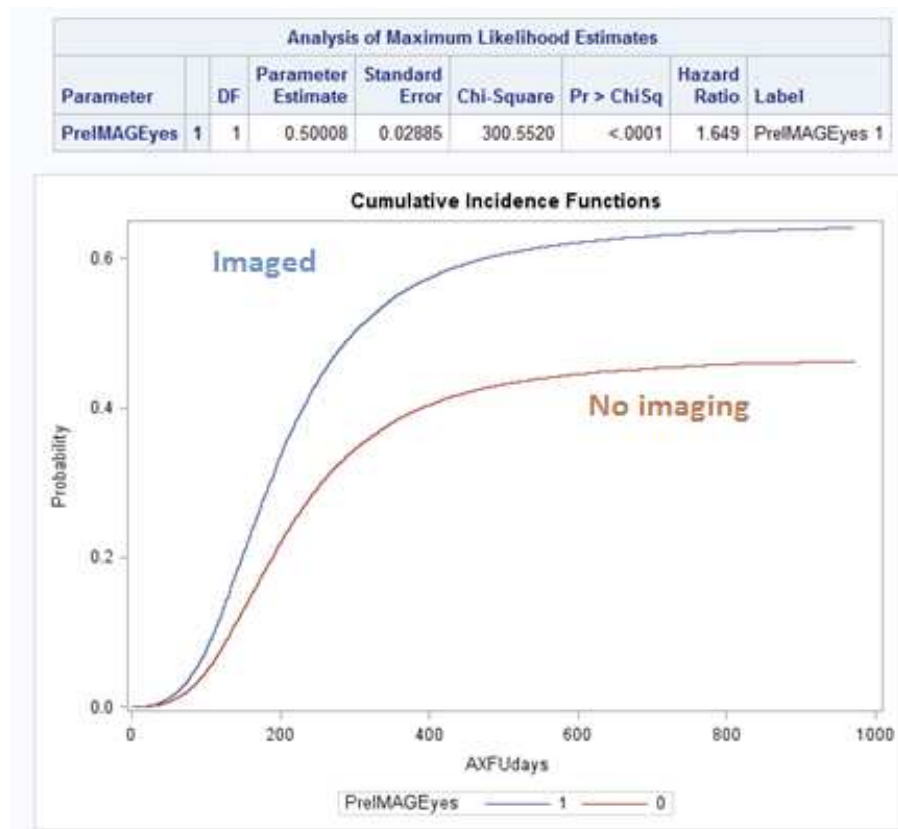 Analysis of Maximum Likelihood Estimates
Parameter DF Parameter Estimate Standard Error Chi-Square Pr > ChiSq Hazard Ratio Label
PreIMAGEyes 1 1 0.50008 0.02885 300.5520 <.0001 1.649 PreIMAGEyes 1
Cumulative Incidence Functions
Imaged
No imaging
Probability
0.6
0.4
0.2
0.0
0 200 400 600 800 1000
AXFUdays
PreIMAGEyes 1 0